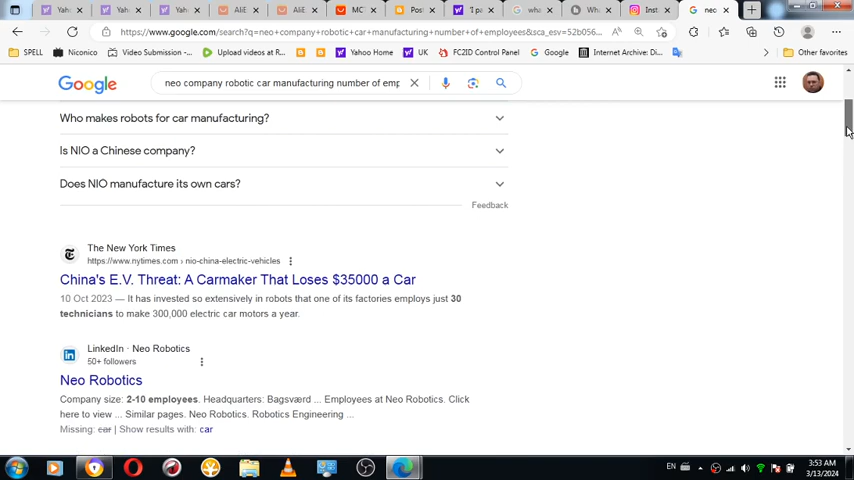 Yah
Yah
Yah
AliE
AliE
MC
Post
'I pa
wha
Wha
Inst
neo
https://www.google.com/search?q=neo+company+robotic+car+manufacturing+number+of+employees&sca_esv=52b056...
SPELL
Niconico
Video Submission -...
Upload videos at R...
Yahoo Home
UK
FC2ID Control Panel
Google
Internet Archive: Di...
Other favorites
Google
neo company robotic car manufacturing number of emp
Who makes robots for car manufacturing?
Is NIO a Chinese company?
Does NIO manufacture its own cars?
Feedback
The New York Times
https://www.nytimes.com › nio-china-electric-vehicles
China's E.V. Threat: A Carmaker That Loses $35000 a Car
10 Oct 2023 — It has invested so extensively in robots that one of its factories employs just 30
technicians to make 300,000 electric car motors a year.
LinkedIn · Neo Robotics
50+ followers
Neo Robotics
Company size: 2-10 employees. Headquarters: Bagsværd ... Employees at Neo Robotics. Click
here to view ... Similar pages. Neo Robotics. Robotics Engineering ...
Missing: car | Show results with: car
EN
3:53 AM
3/13/2024